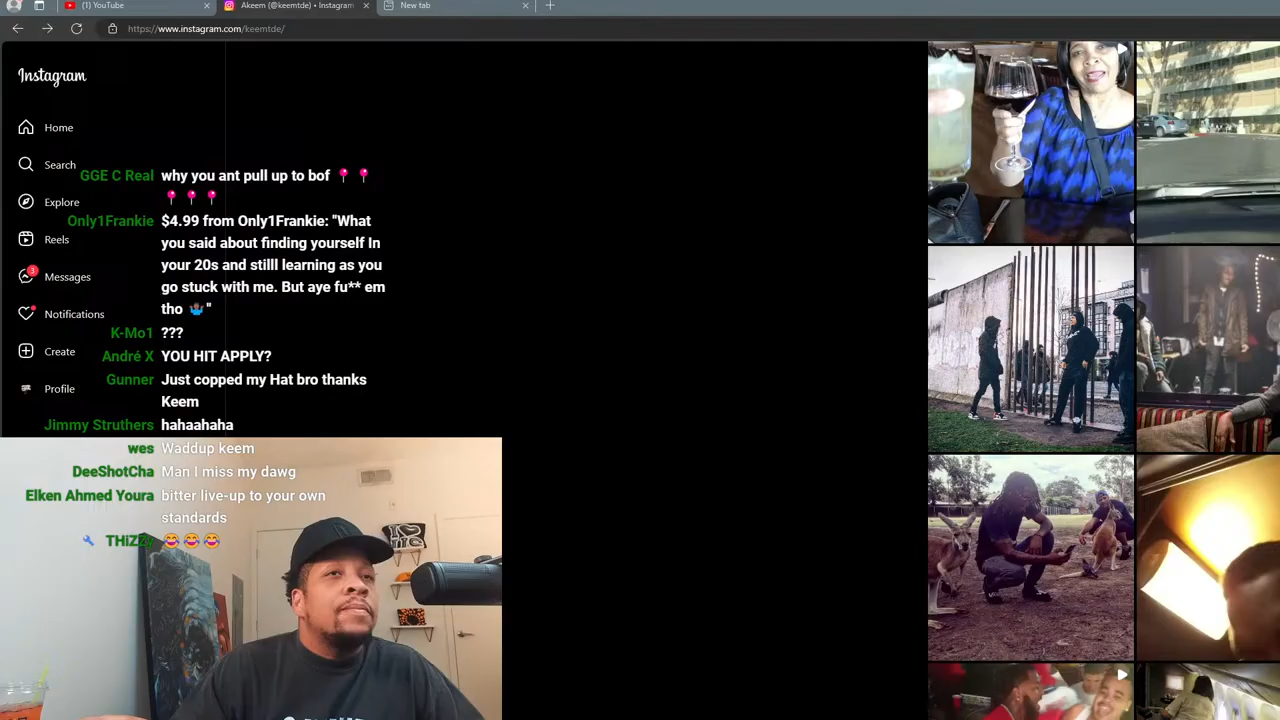 (1) YouTube
Akeem (@keemtde) • Instagram
New tab
https://www.instagram.com/keemtde/
Instagram
Home
Search
Explore
Reels
3
Messages
Notifications
Create
Profile
GGE C Real why you ant pull up to bof 📍 📍
📍 📍 📍
Only1Frankie $4.99 from Only1Frankie: "What
you said about finding yourself In
your 20s and stilll learning as you
go stuck with me. But aye fu** em
tho 🤷🏾‍♂️"
K-Mo1 ???
André X YOU HIT APPLY?
Gunner Just copped my Hat bro thanks
Keem
Jimmy Struthers hahaahaha
wes Waddup keem
DeeShotCha Man I miss my dawg
Elken Ahmed Youra bitter live-up to your own
standards
THiZZy 😂 😂 😂